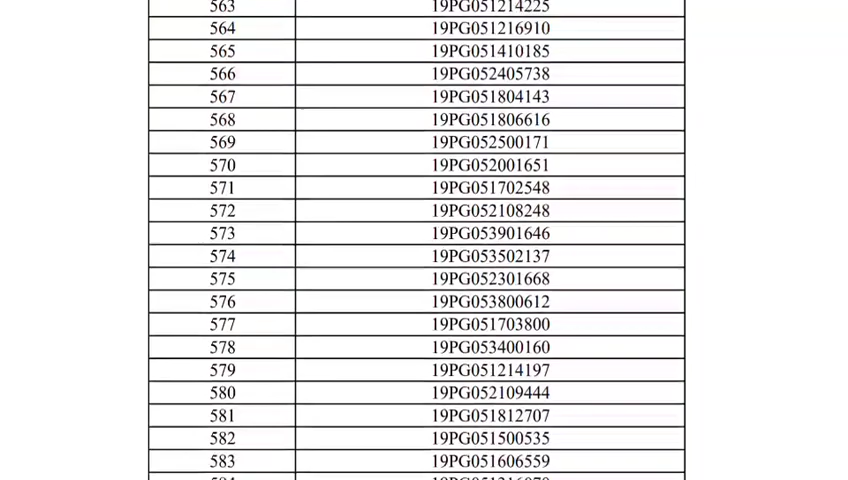 563 19PG051214225
564 19PG051216910
565 19PG051410185
566 19PG052405738
567 19PG051804143
568 19PG051806616
569 19PG052500171
570 19PG052001651
571 19PG051702548
572 19PG052108248
573 19PG053901646
574 19PG053502137
575 19PG052301668
576 19PG053800612
577 19PG051703800
578 19PG053400160
579 19PG051214197
580 19PG052109444
581 19PG051812707
582 19PG051500535
583 19PG051606559